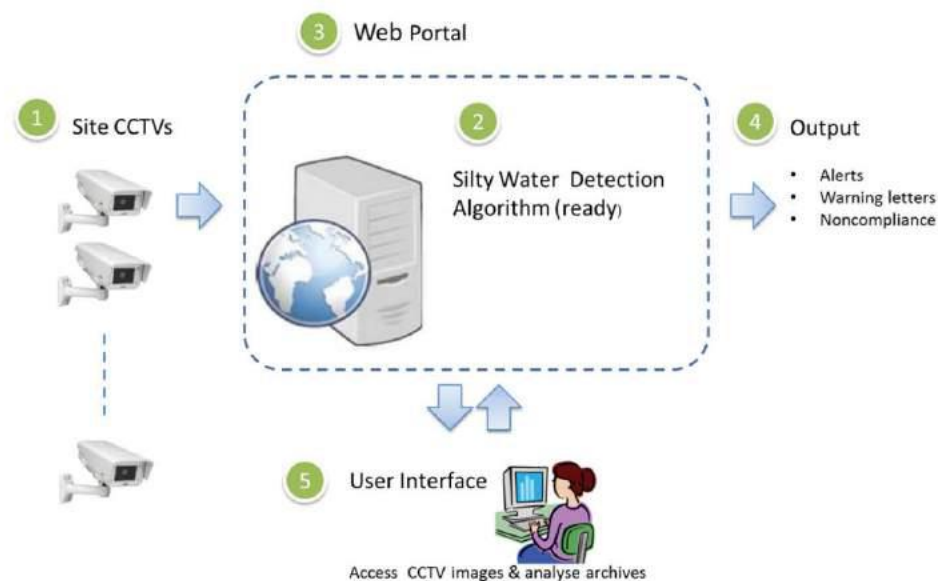 3 Web Portal
1 Site CCTVs
2
Silty Water Detection
Algorithm (ready)
4 Output
• Alerts
• Warning letters
• Noncompliance
5 User Interface
Access CCTV images & analyse archives